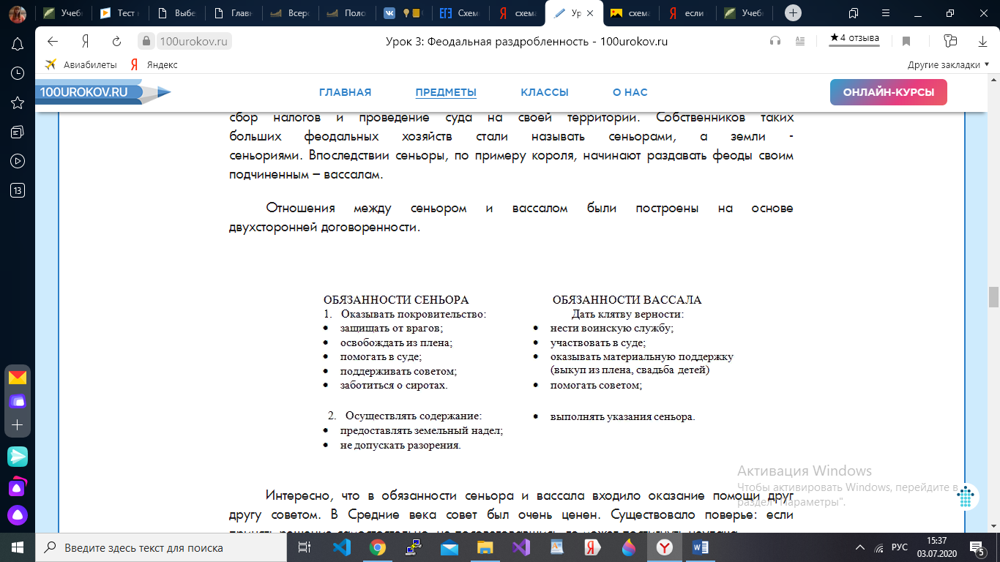 Учебн
Тест п
Выбе
Главн
Всерс
Поло
Схеми
схема
Ур
схема
если
Учебн
100urokov.ru
Урок 3: Феодальная раздробленность - 100urokov.ru
★4 отзыва
Авиабилеты
Я Яндекс
Другие закладки
100UROKOV.RU
ГЛАВНАЯ ПРЕДМЕТЫ КЛАССЫ О НАС
ОНЛАЙН-КУРСЫ
сбор налогов и проведение суда на своей территории. Собственников таких
больших феодальных хозяйств стали называть сеньорами, а земли -
сеньориями. Впоследствии сеньоры, по примеру короля, начинают раздавать феоды своим
подчиненным – вассалам.
Отношения между сеньором и вассалом были построены на основе
двухсторонней договоренности.
ОБЯЗАННОСТИ СЕНЬОРА
1. Оказывать покровительство:
• защищать от врагов;
• освобождать из плена;
• помогать в суде;
• поддерживать советом;
• заботиться о сиротах.
2. Осуществлять содержание:
• предоставлять земельный надел;
• не допускать разорения.
ОБЯЗАННОСТИ ВАССАЛА
Дать клятву верности:
• нести воинскую службу;
• участвовать в суде;
• оказывать материальную поддержку
(выкуп из плена, свадьба детей)
• помогать советом;
• выполнять указания сеньора.
Интересно, что в обязанности сеньора и вассала входило оказание помощи друг
другу советом. В Средние века совет был очень ценен. Существовало поверье: если
Активация Windows
Чтобы активировать Windows, перейдите в
раздел "Параметры".
13
Введите здесь текст для поиска
РУС
15:37
03.07.2020
5